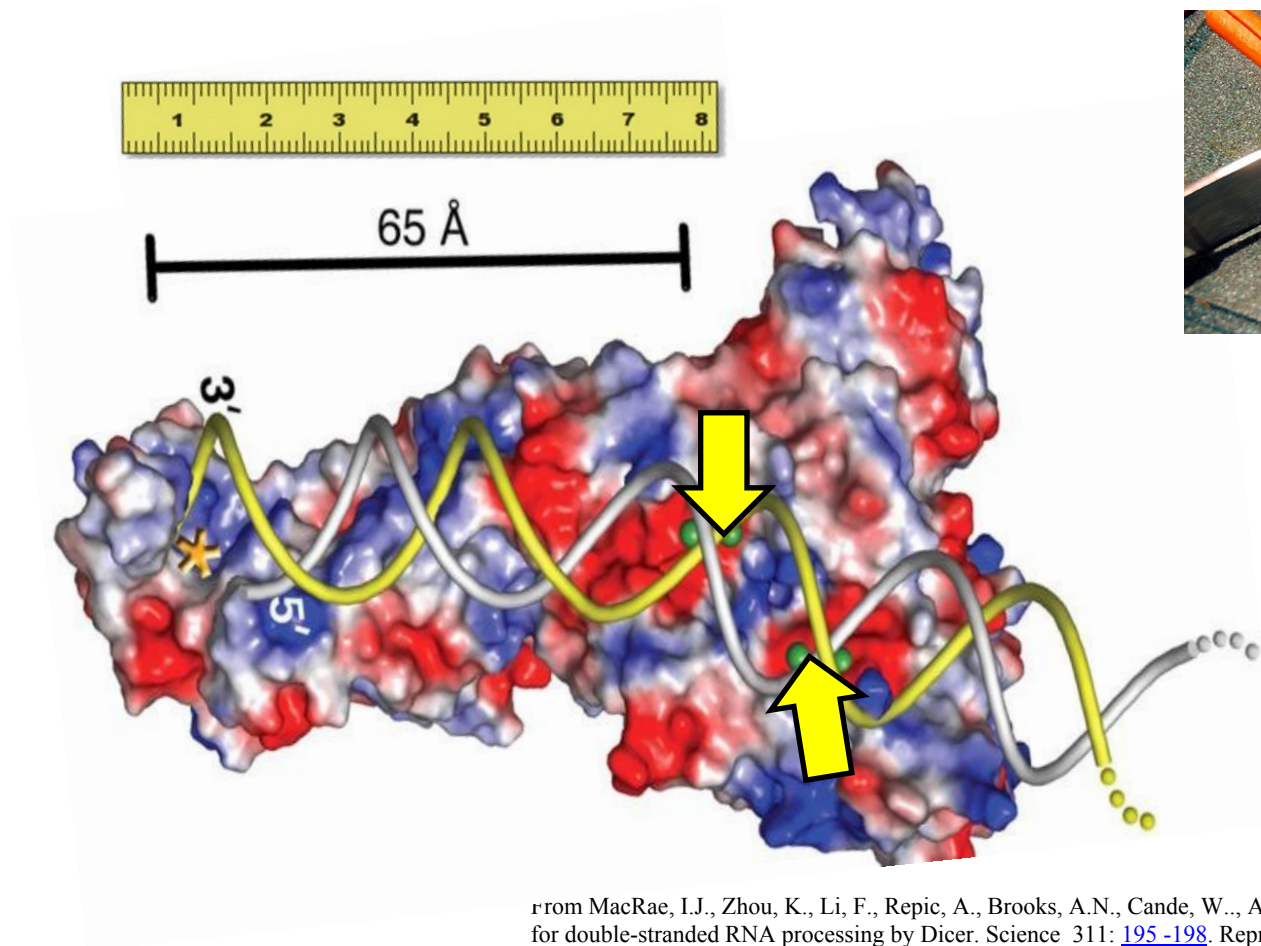 1 2 3 4 5 6 7 8
65 Å
3′
5′
From MacRae, I.J., Zhou, K., Li, F., Repic, A., Brooks, A.N., Cande, W.., A
for double-stranded RNA processing by Dicer. Science 311: 195 -198. Repr